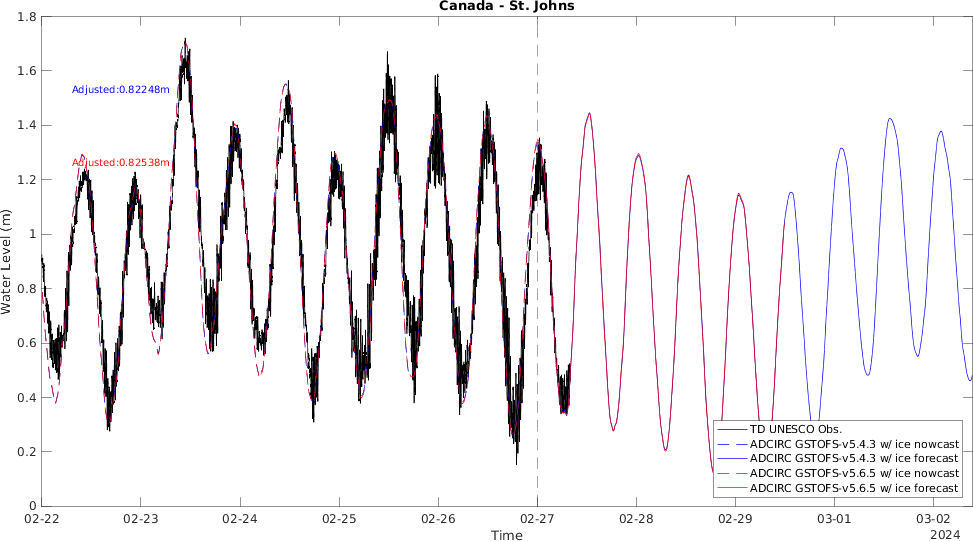 Canada - St. Johns
1.8
1.6
1.4
1.2
1
0.8
0.6
0.4
0.2
0
Water Level (m)
Adjusted:0.82248m
Adjusted:0.82538m
TD UNESCO Obs.
ADCIRC GSTOFS-v5.4.3 w/ ice nowcast
ADCIRC GSTOFS-v5.4.3 w/ ice forecast
ADCIRC GSTOFS-v5.6.5 w/ ice nowcast
ADCIRC GSTOFS-v5.6.5 w/ ice forecast
02-22 02-23 02-24 02-25 02-26 02-27 02-28 02-29 03-01 03-02
Time
2024